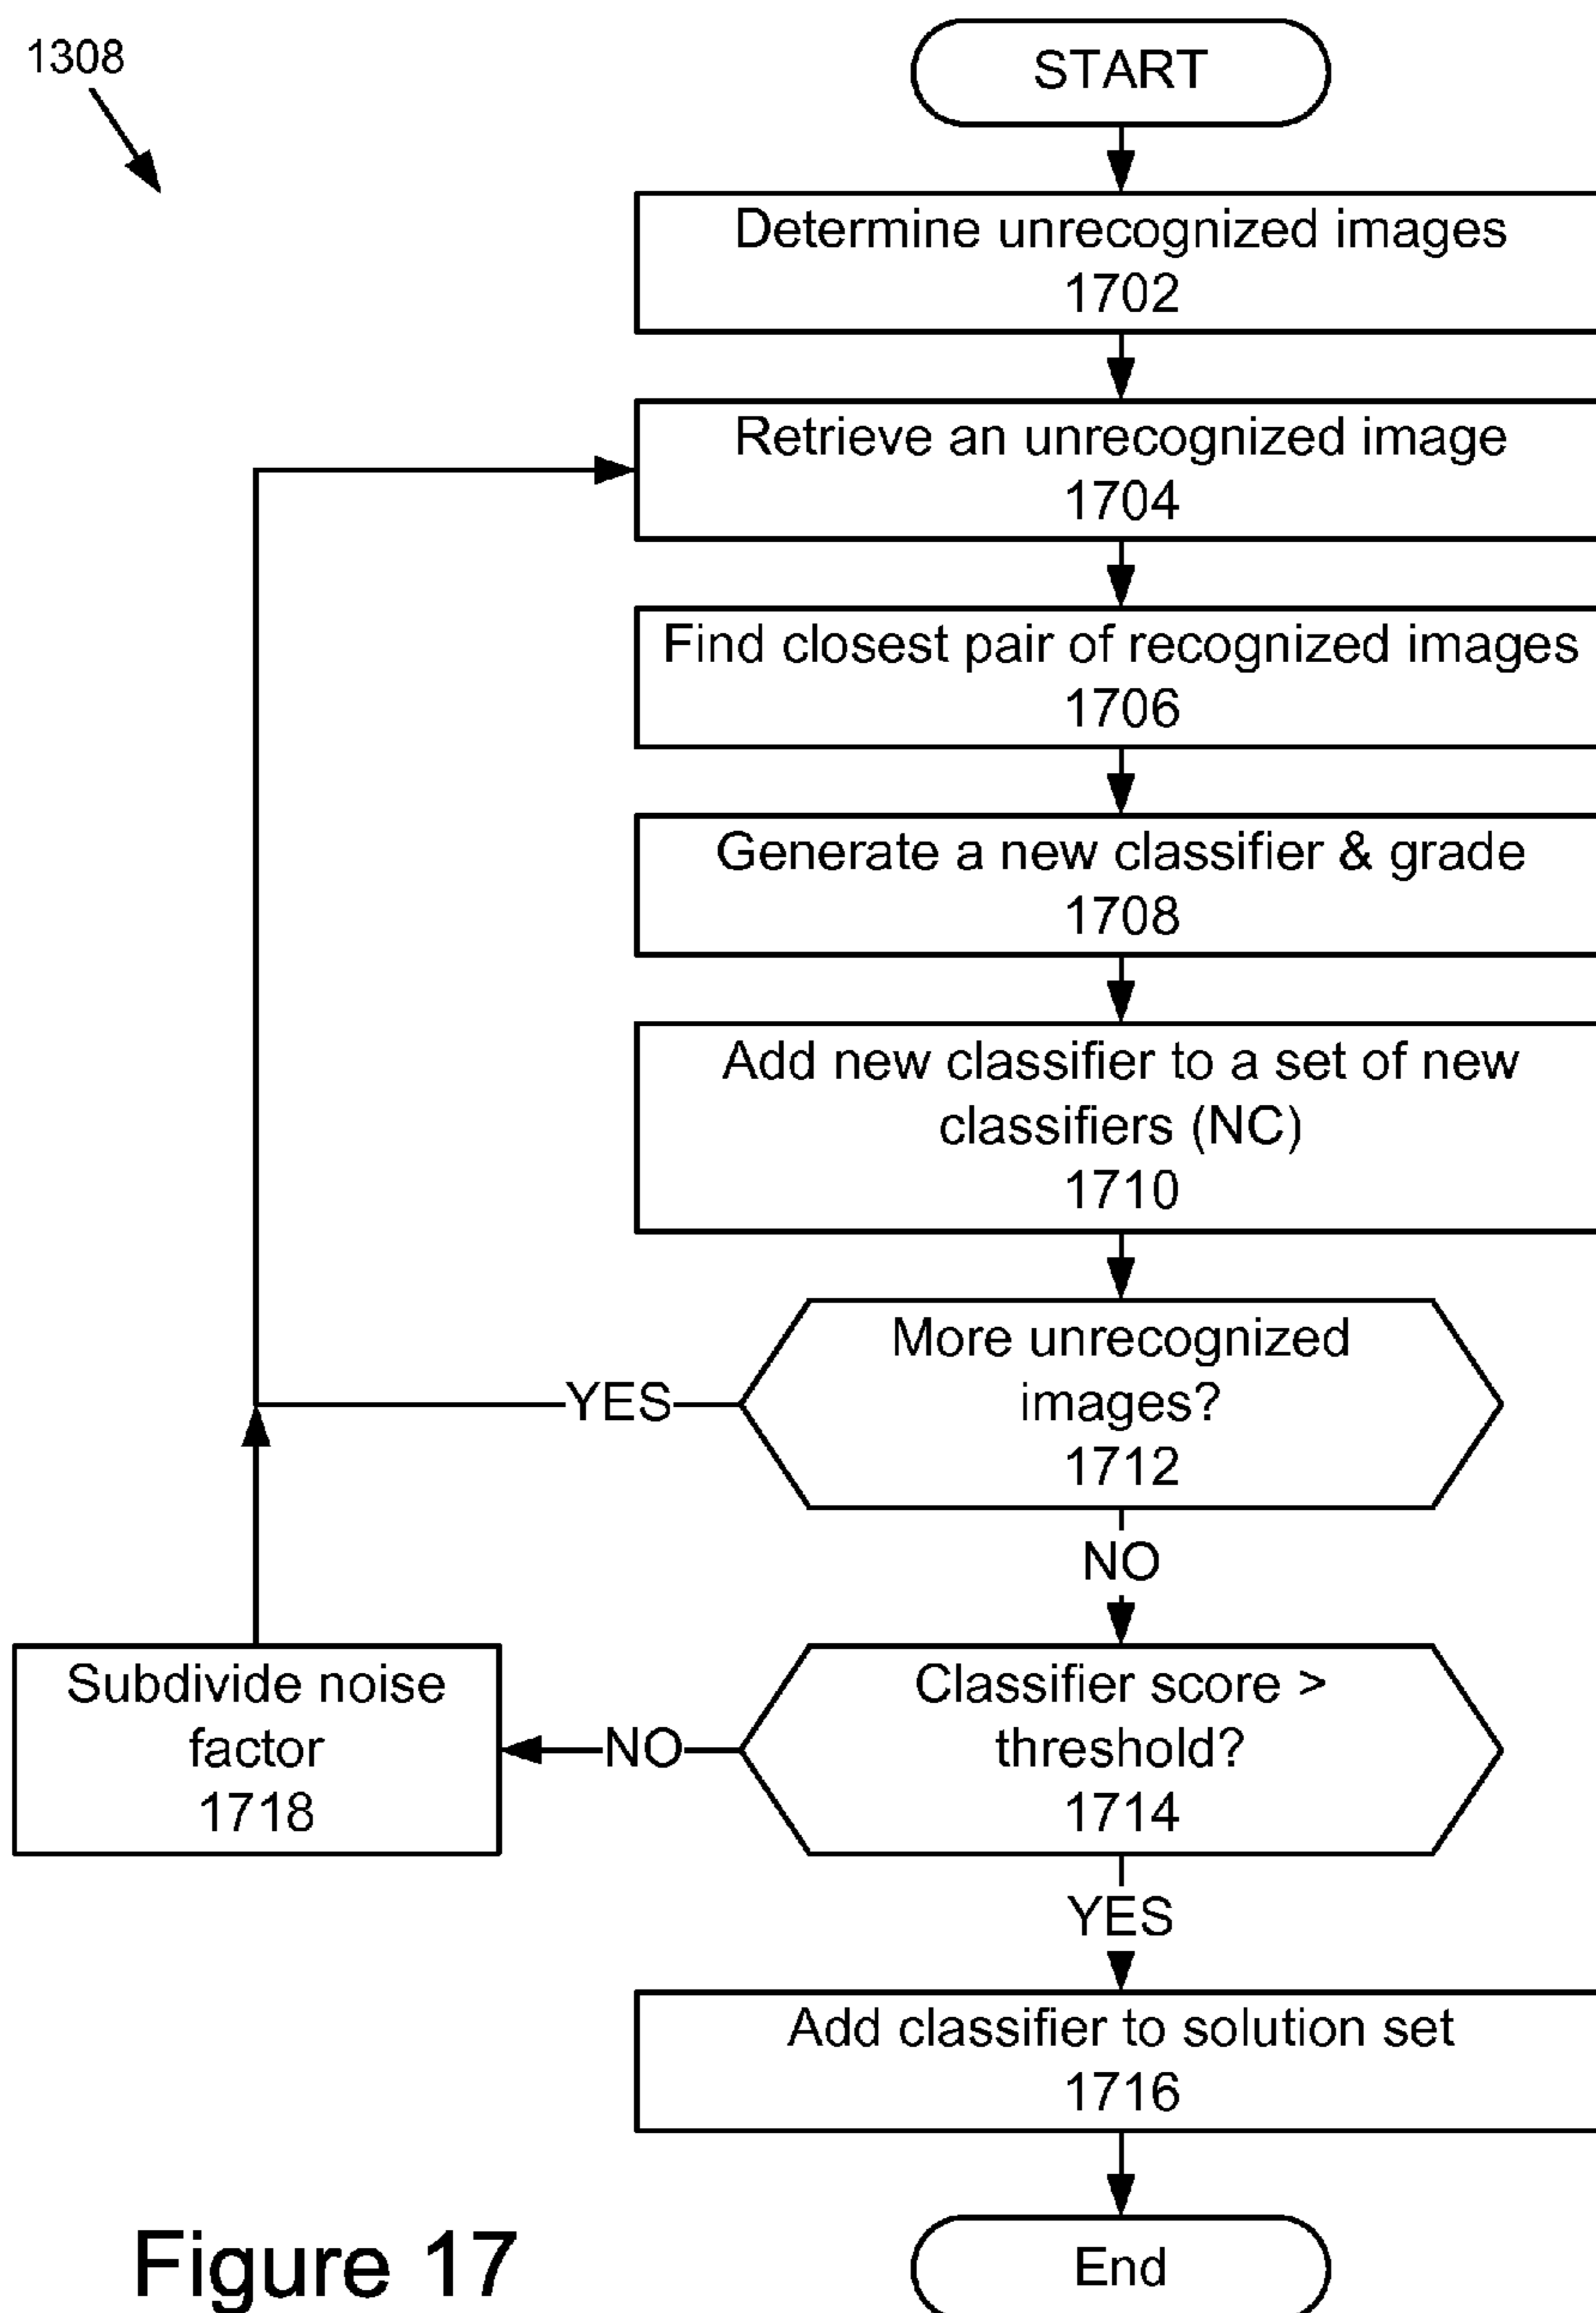 1308
START
Determine unrecognized images
1702
Retrieve an unrecognized image
1704
Find closest pair of recognized images
1706
Generate a new classifier & grade
1708
Add new classifier to a set of new
classifiers (NC)
1710
More unrecognized
images?
1712
YES
NO
Classifier score >
threshold?
1714
NO
Subdivide noise
factor
1718
YES
Add classifier to solution set
1716
End
Figure 17